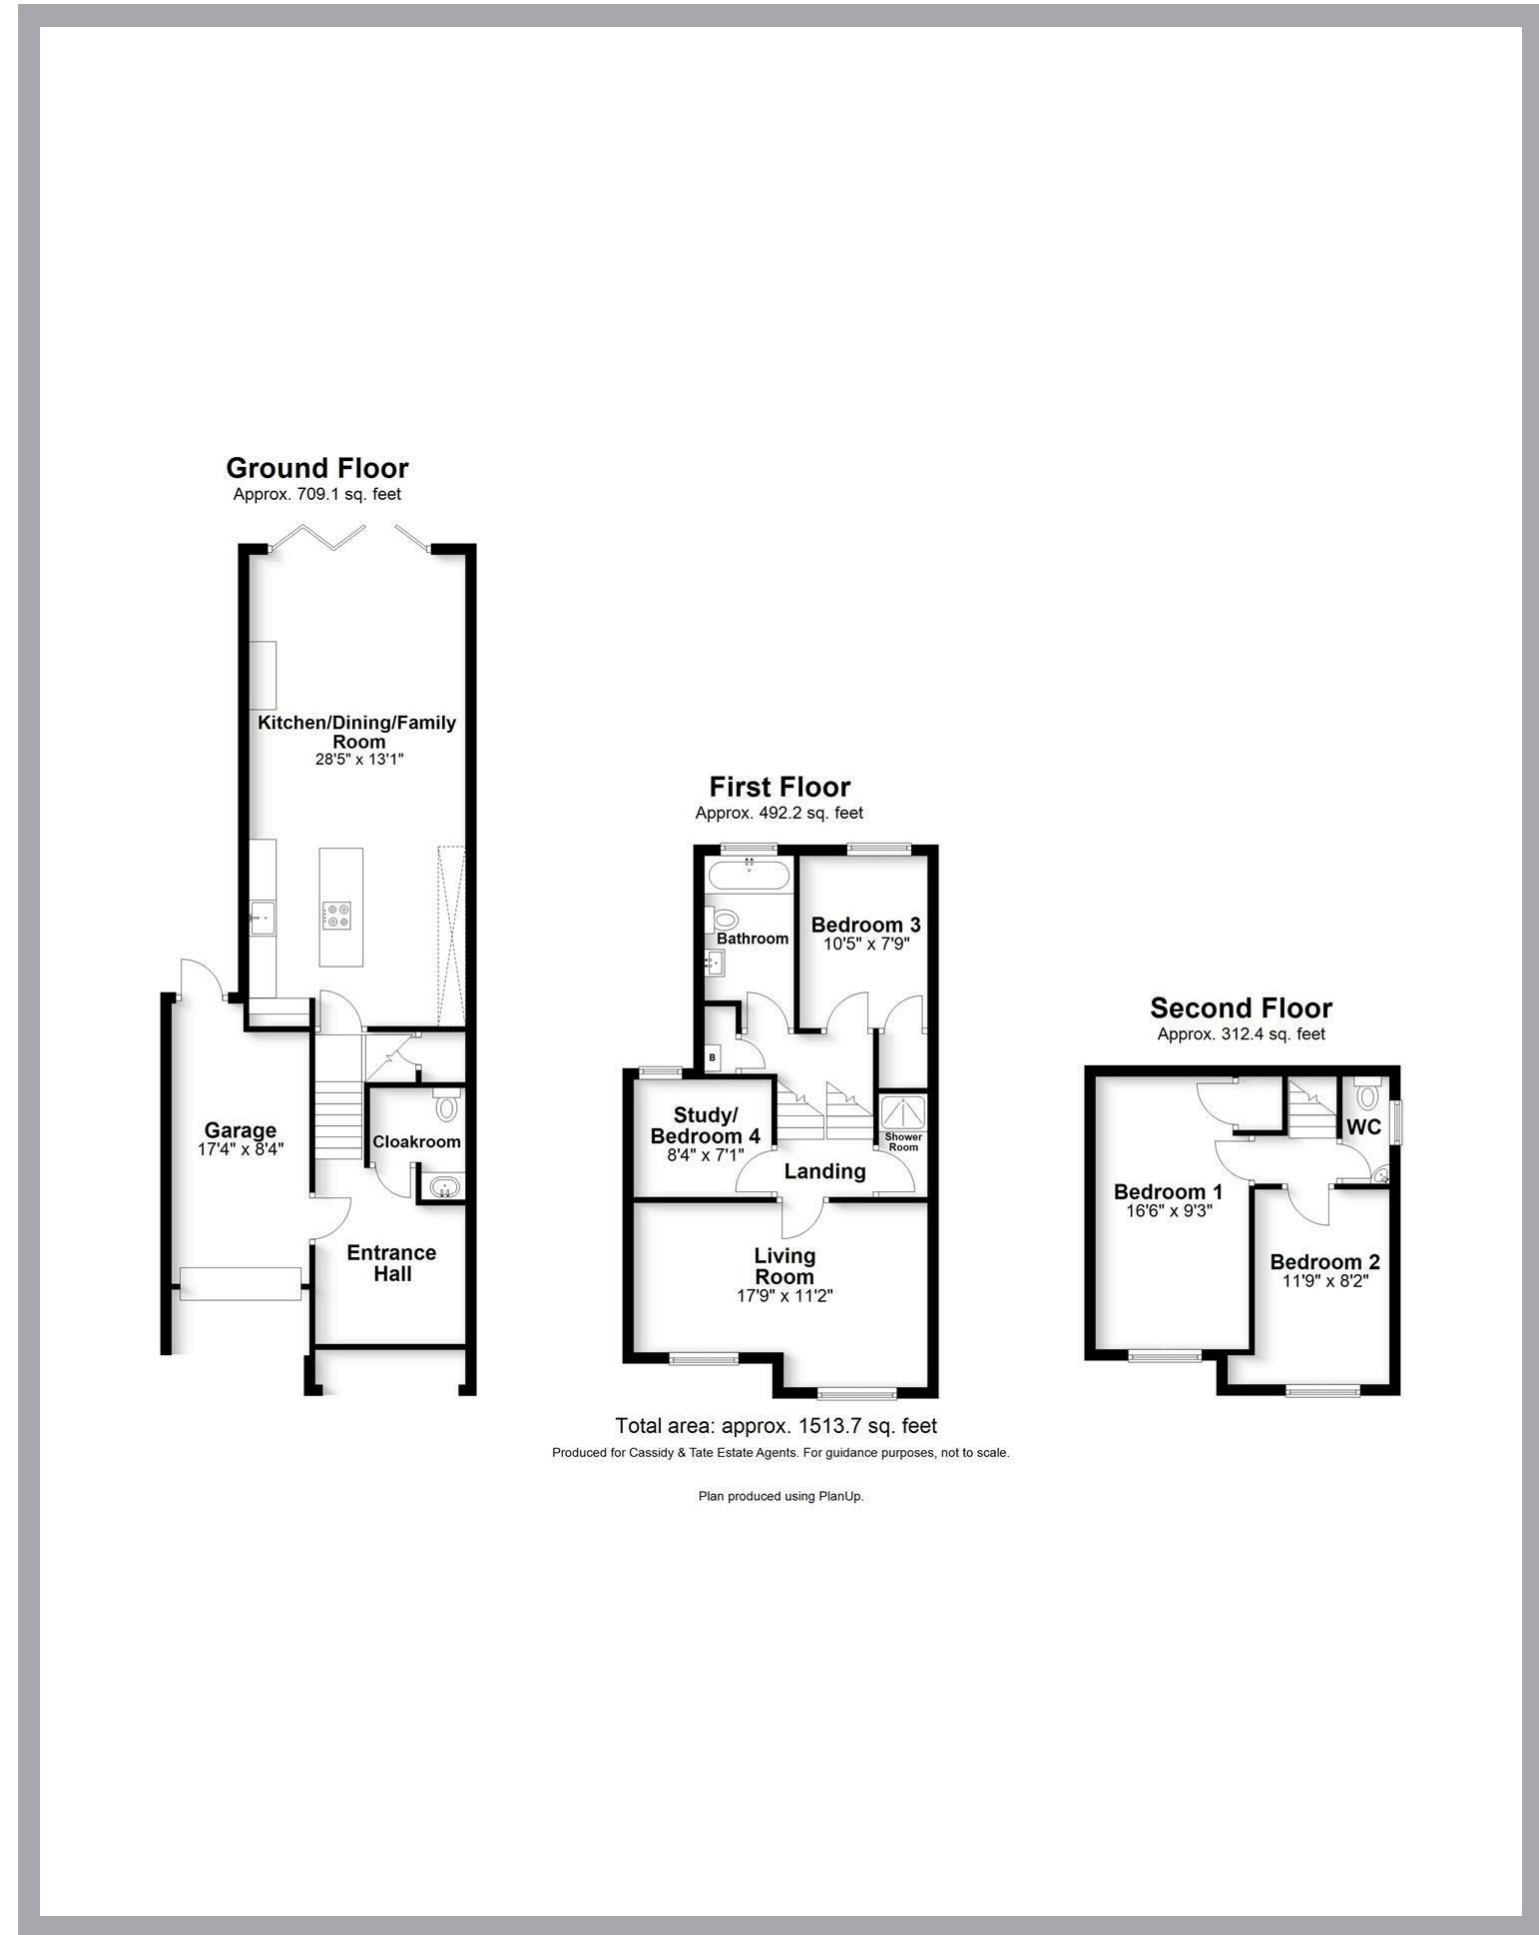 Ground Floor
Approx. 709.1 sq. feet
Kitchen/Dining/Family
Room
28'5" x 13'1"
Garage
17'4" x 8'4"
Cloakroom
Entrance
Hall
First Floor
Approx. 492.2 sq. feet
Bathroom
Bedroom 3
10'5" x 7'9"
B
Study/
Bedroom 4
8'4" x 7'1"
Shower
Room
Landing
Living
Room
17'9" x 11'2"
Second Floor
Approx. 312.4 sq. feet
WC
Bedroom 1
16'6" x 9'3"
Bedroom 2
11'9" x 8'2"
Total area: approx. 1513.7 sq. feet
Produced for Cassidy & Tate Estate Agents. For guidance purposes, not to scale.
Plan produced using PlanUp.